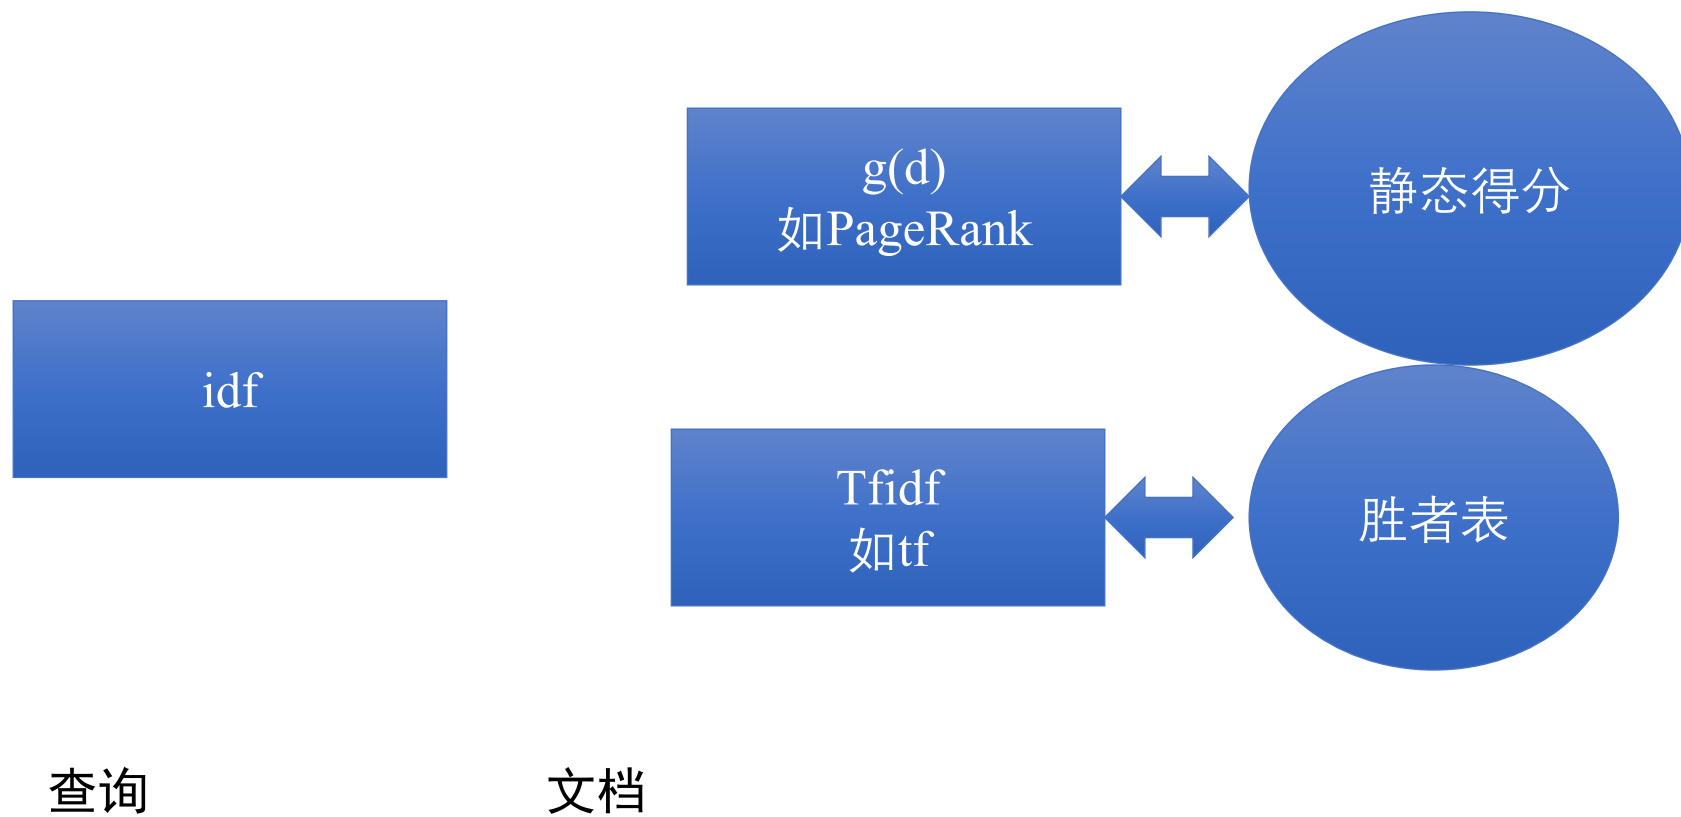 g(d)
如PageRank
静态得分
idf
Tfidf
如tf
胜者表
查询
文档